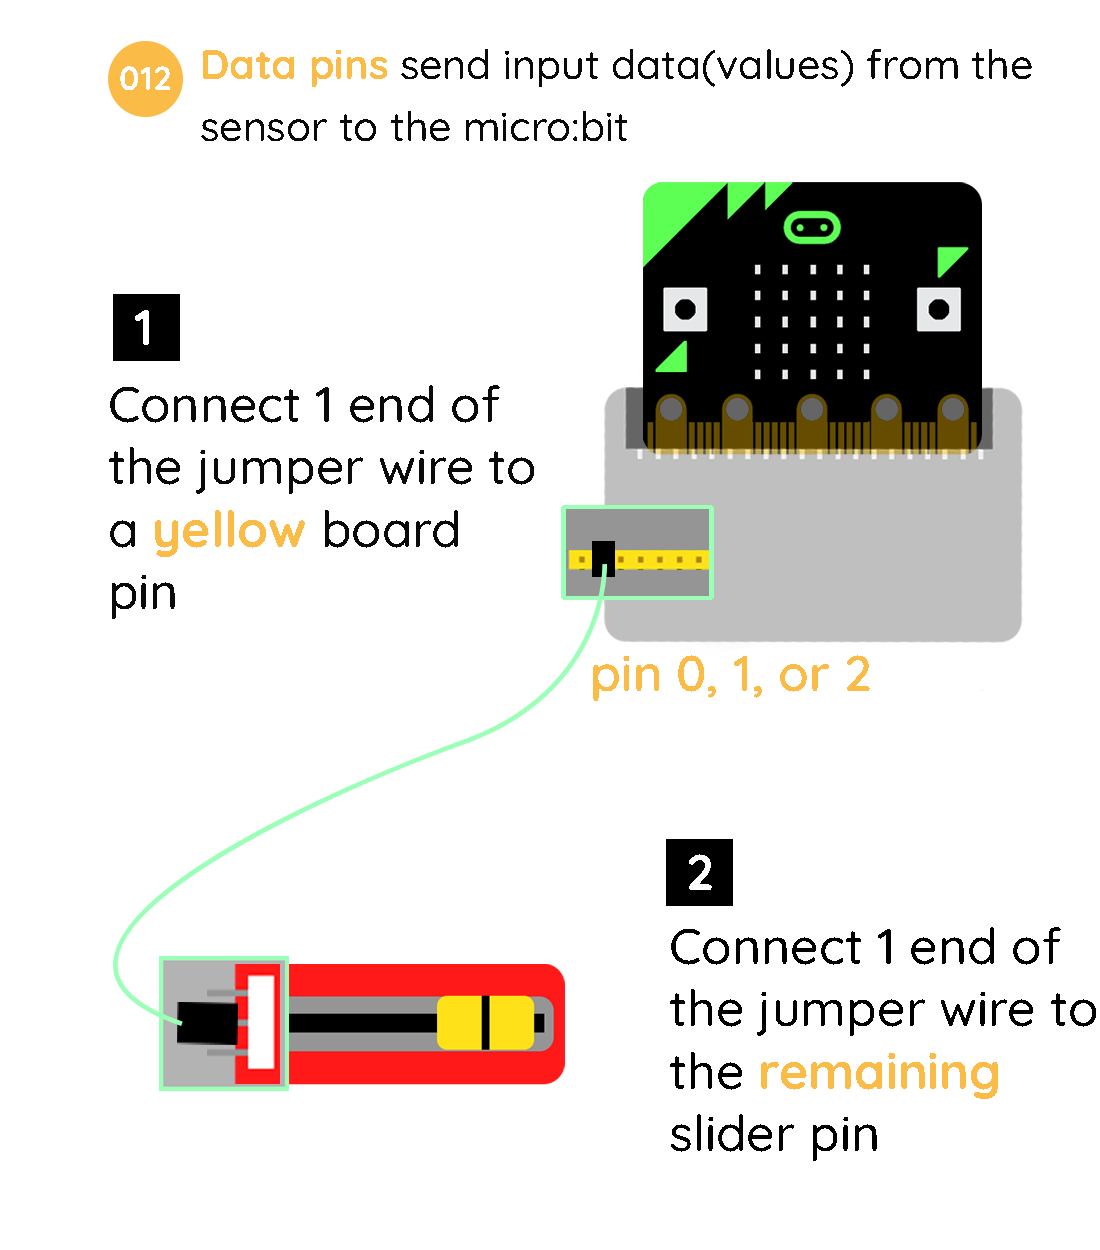 012
Data pins send input data(values) from the
sensor to the micro:bit
1
Connect 1 end of
the jumper wire to
a yellow board
pin
pin 0, 1, or 2
2
Connect 1 end of
the jumper wire to
the remaining
slider pin